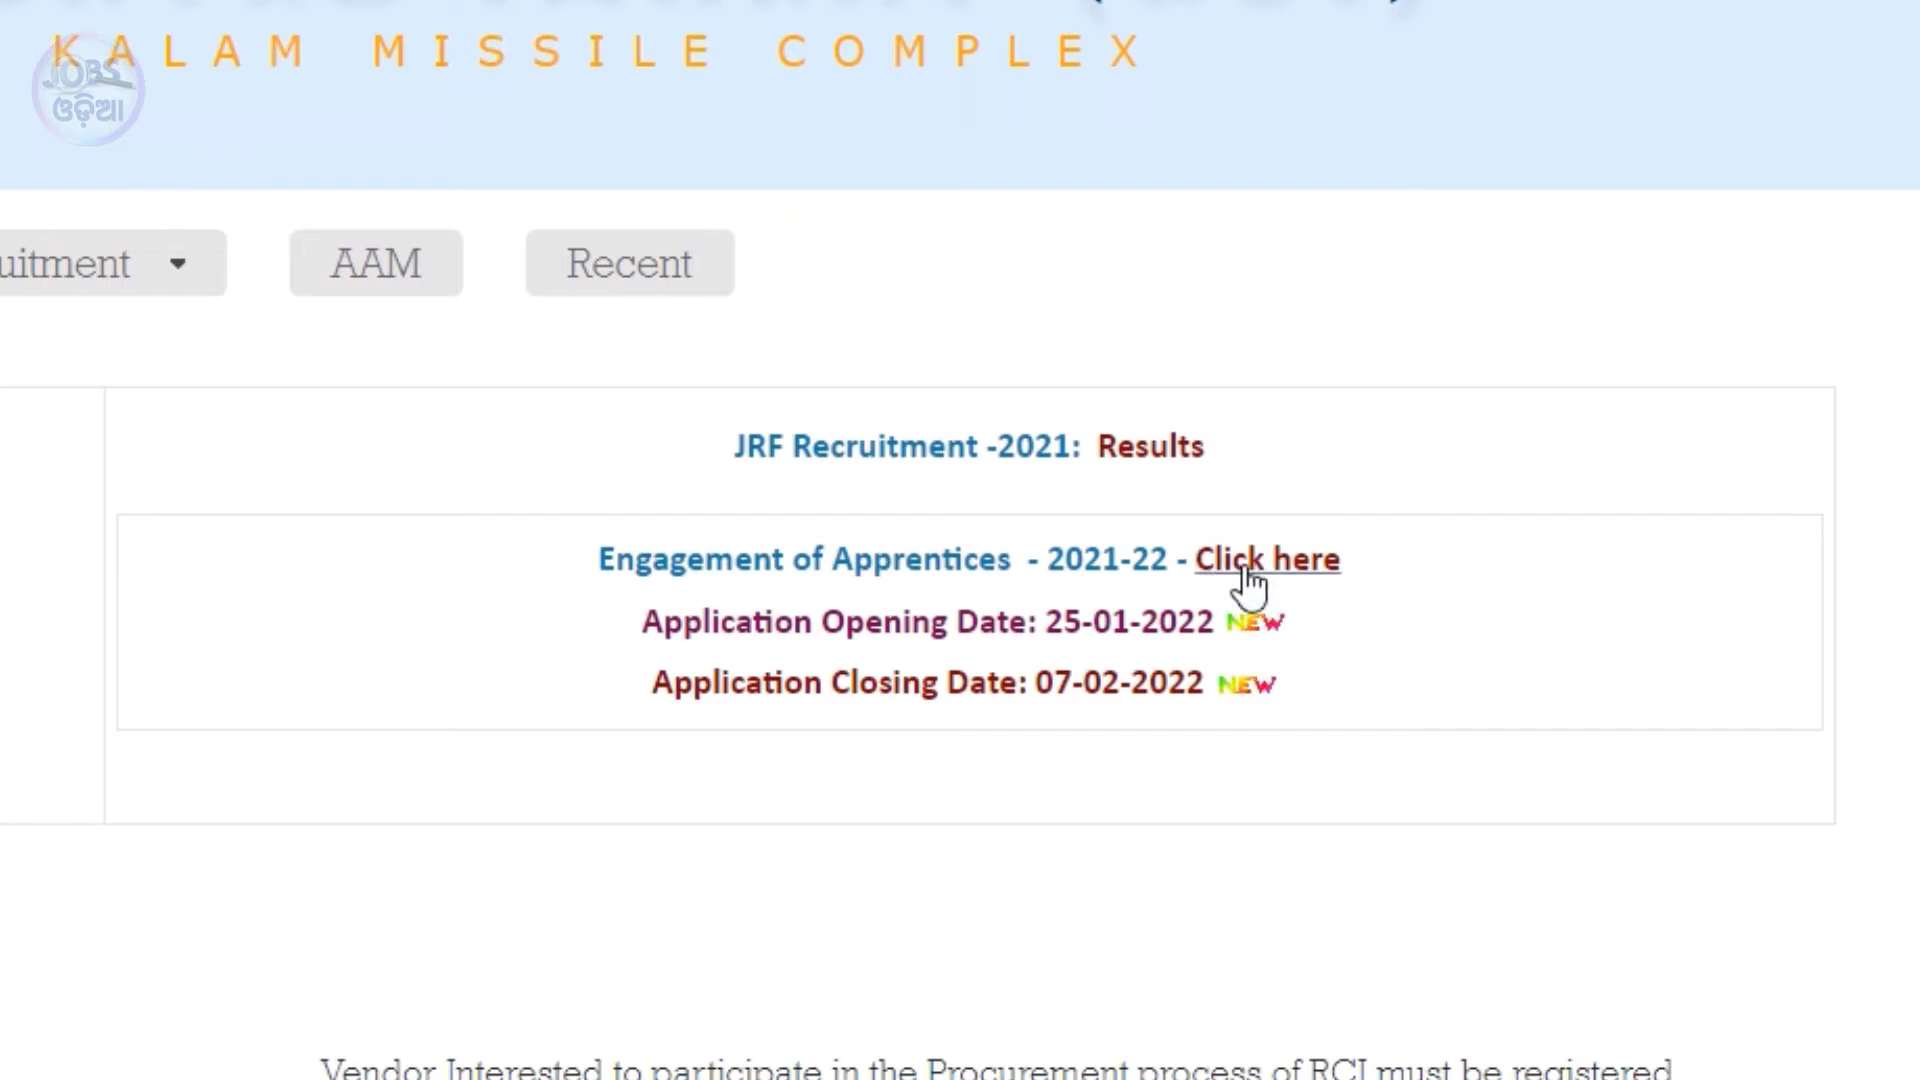 KALAM MISSILE COMPLEX
JOBS
ଓଡ଼ିଆ
uitment
AAM
Recent
JRF Recruitment -2021: Results
Engagement of Apprentices - 2021-22 - Click here
Application Opening Date: 25-01-2022 NEW
Application Closing Date: 07-02-2022 NEW
Vendor Interested to participate in the Procurement process of RCI must be registered